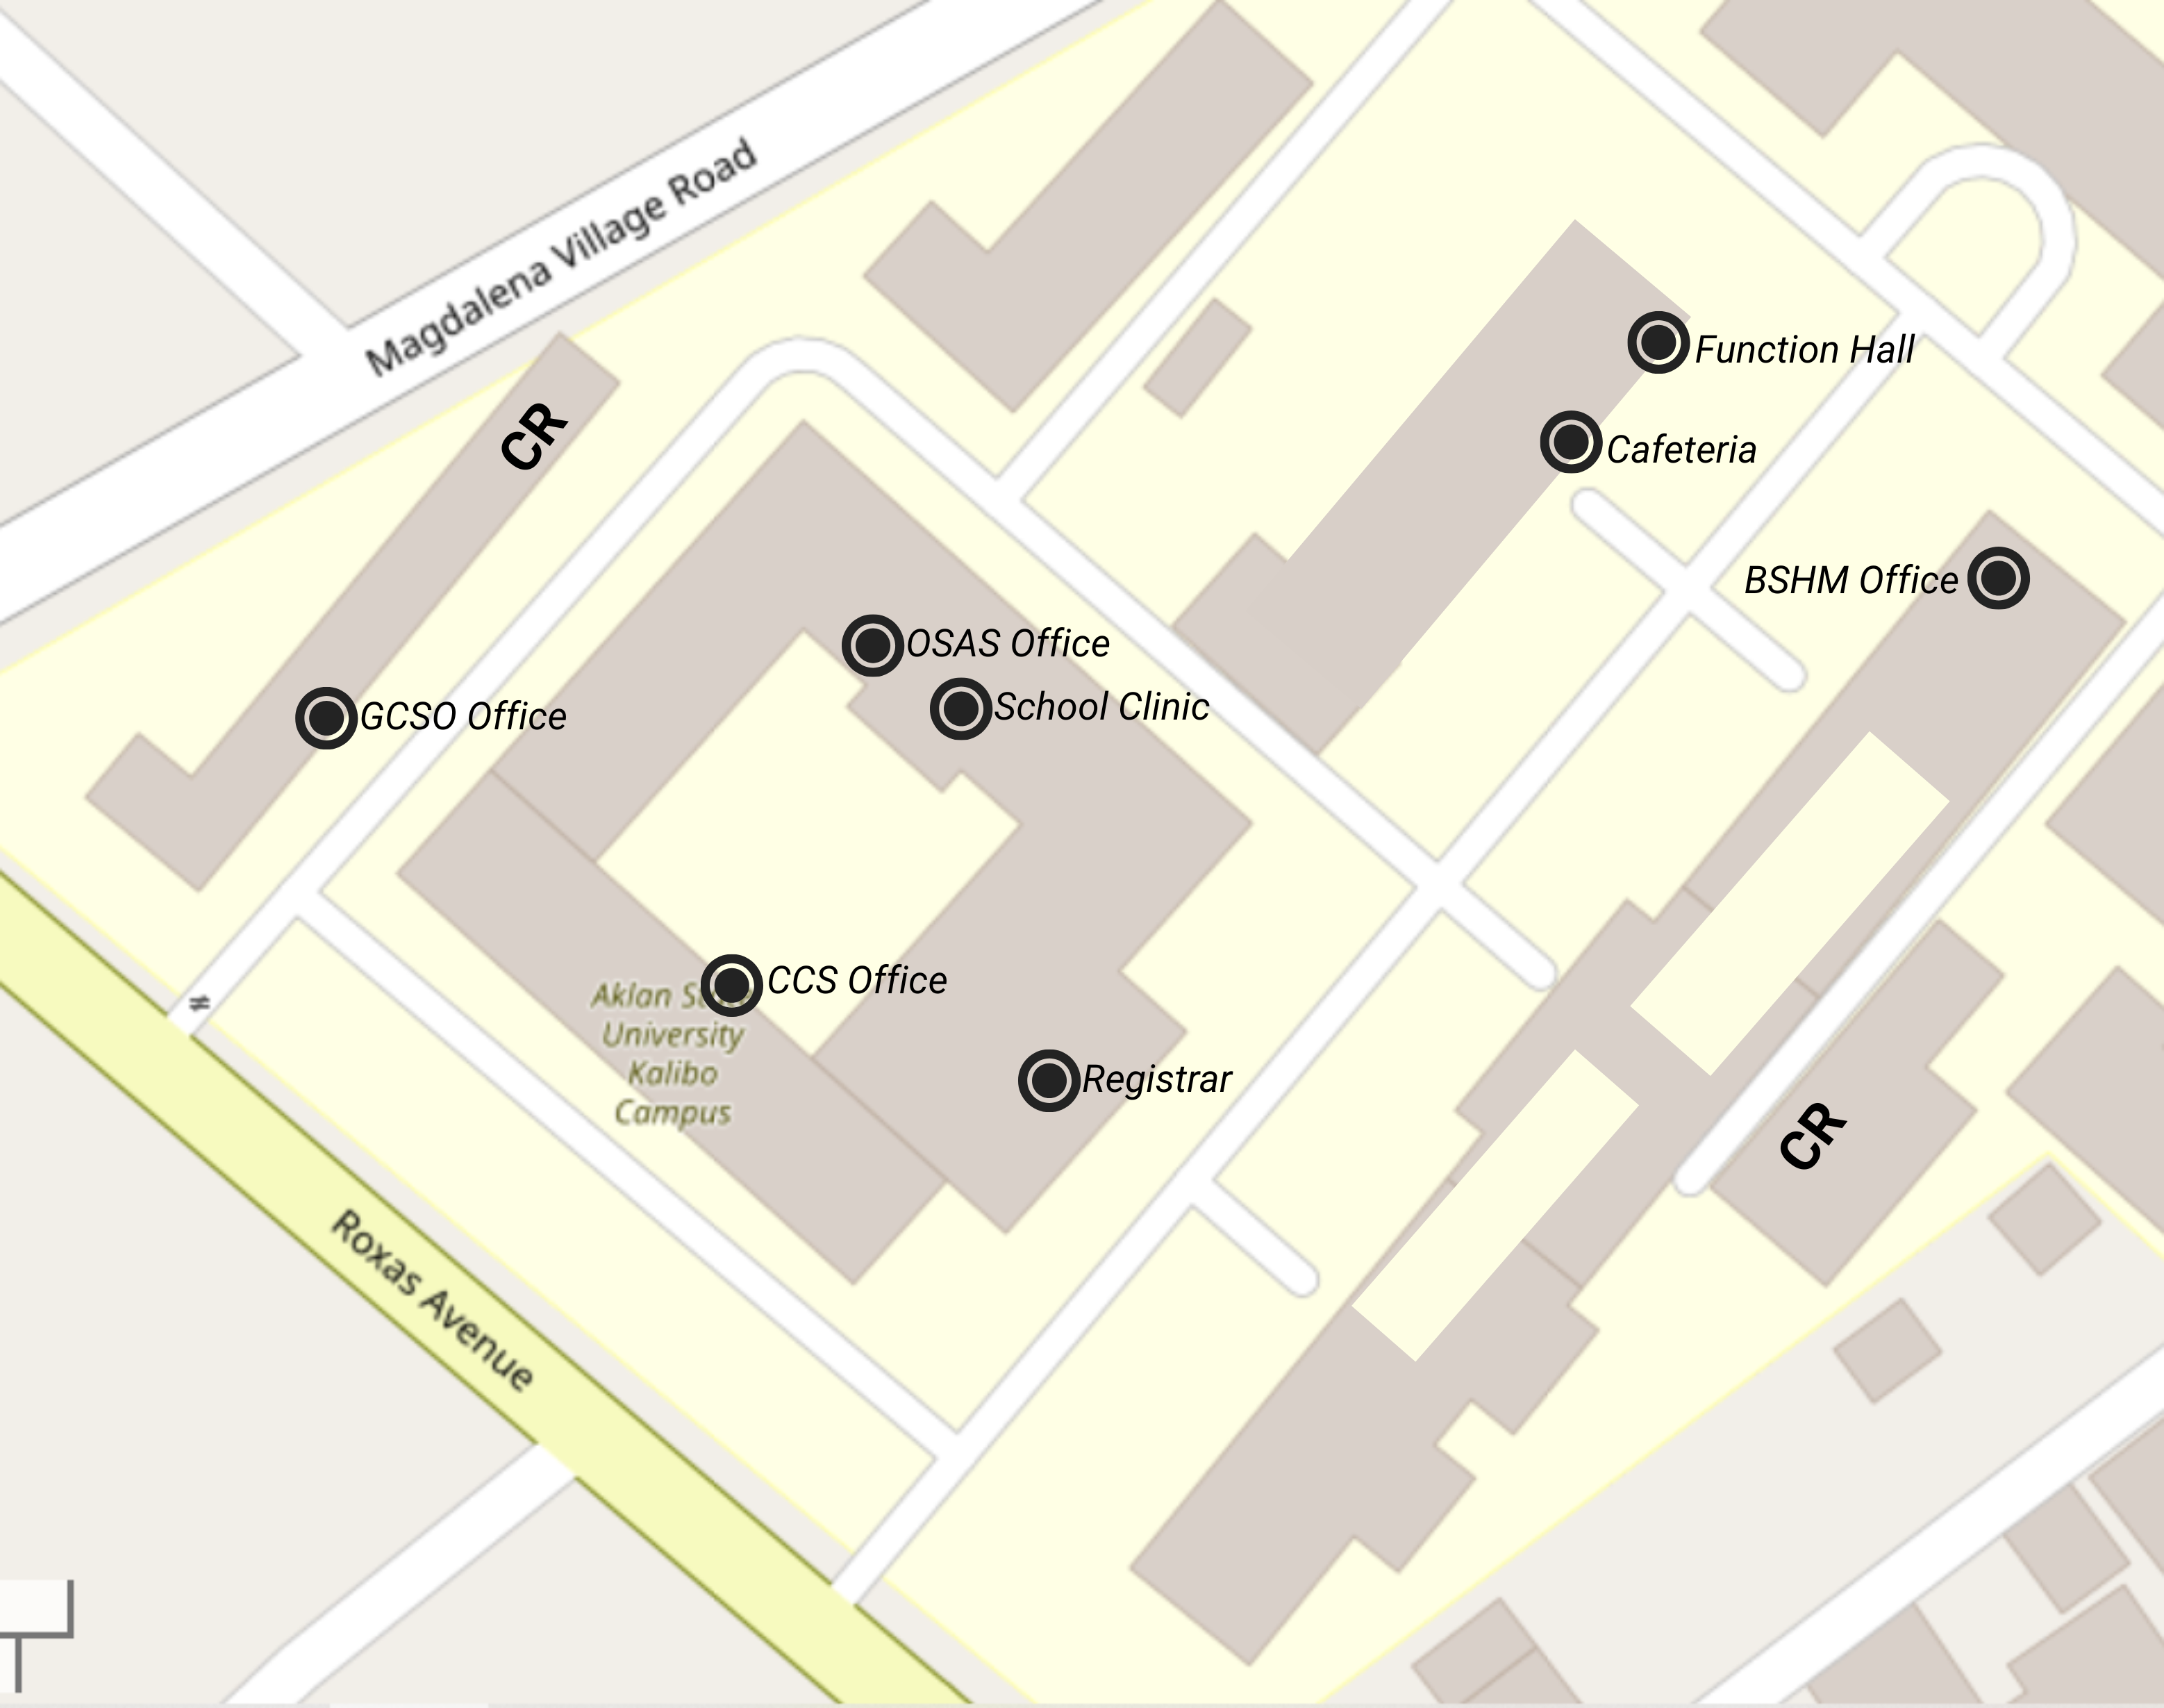 Magdalena Village Road
Function Hall
CR
Cafeteria
BSHM Office
OSAS Office
School Clinic
GCSO Office
CCS Office
Aklan
University
Kalibo
Campus
Registrar
CR
Roxas Avenue